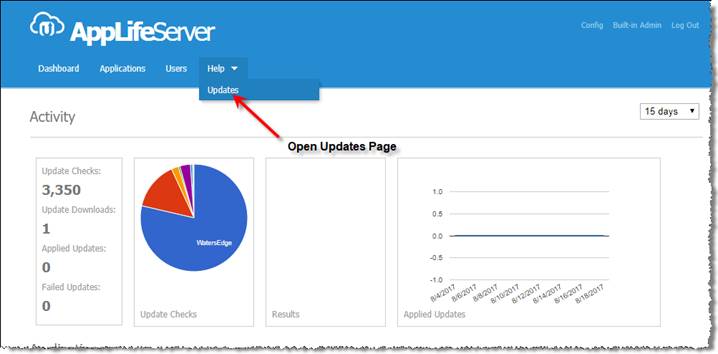 AppLifeServer
Config Built-in Admin Log Out
Dashboard Applications Users Help
Updates
Activity
15 days
Open Updates Page
Update Checks:
3,350
Update Downloads:
1
Applied Updates:
0
Failed Updates:
0
WatersEdge
Update Checks
Results
1.0
0.5
0.0
-0.5
-1.0
8/4/2017
8/6/2017
8/8/2017
8/10/2017
8/12/2017
8/14/2017
8/16/2017
8/18/2017
Applied Updates